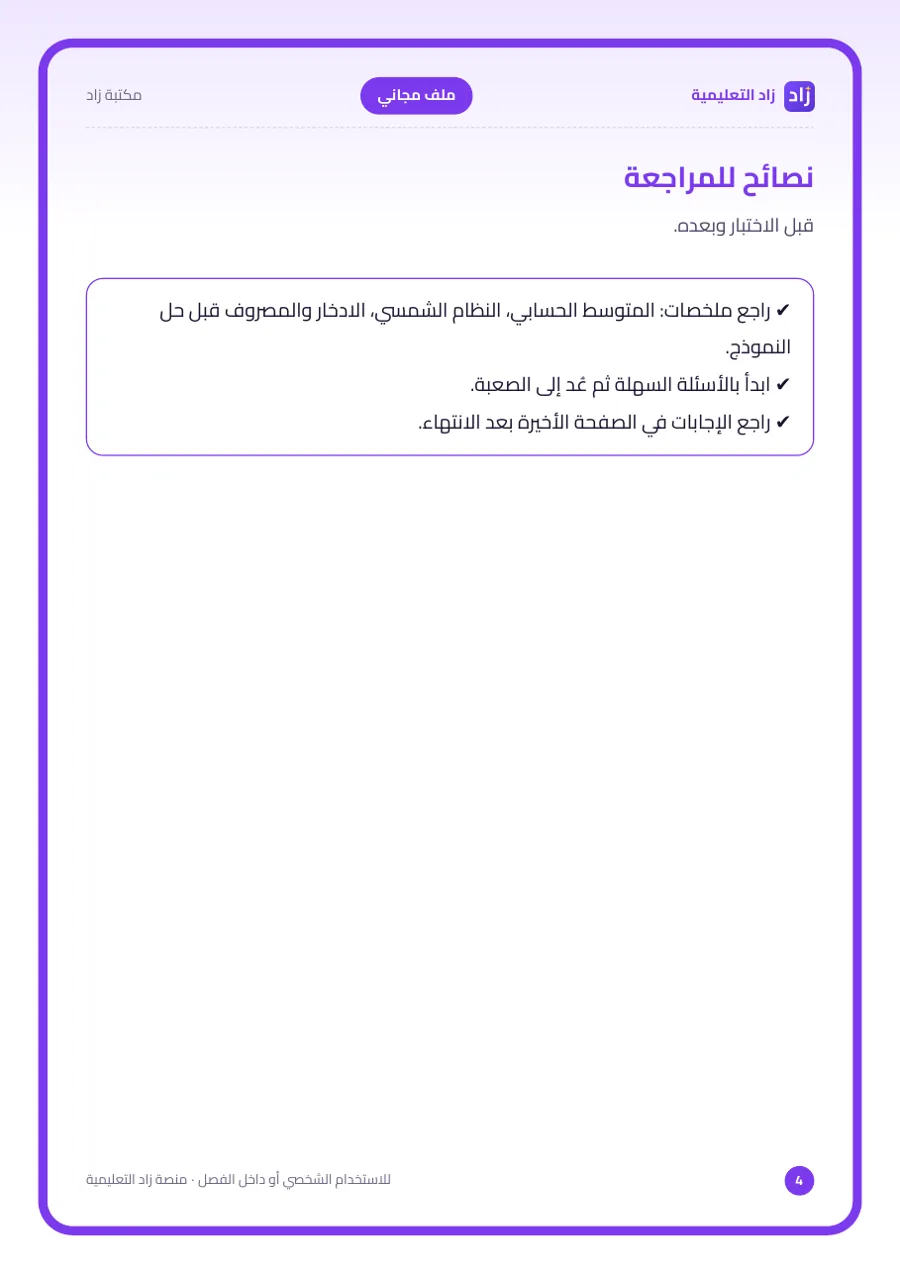 زاد
زاد التعليمية
ملف مجاني
مكتبة زاد
نصائح للمراجعة
قبل الاختبار وبعده.
✔ راجع ملخصات: المتوسط الحسابي، النظام الشمسي، الادخار والمصروف قبل حل
النموذج.
✔ ابدأ بالأسئلة السهلة ثم عُد إلى الصعبة.
✔ راجع الإجابات في الصفحة الأخيرة بعد الانتهاء.
4
للاستخدام الشخصي أو داخل الفصل · منصة زاد التعليمية